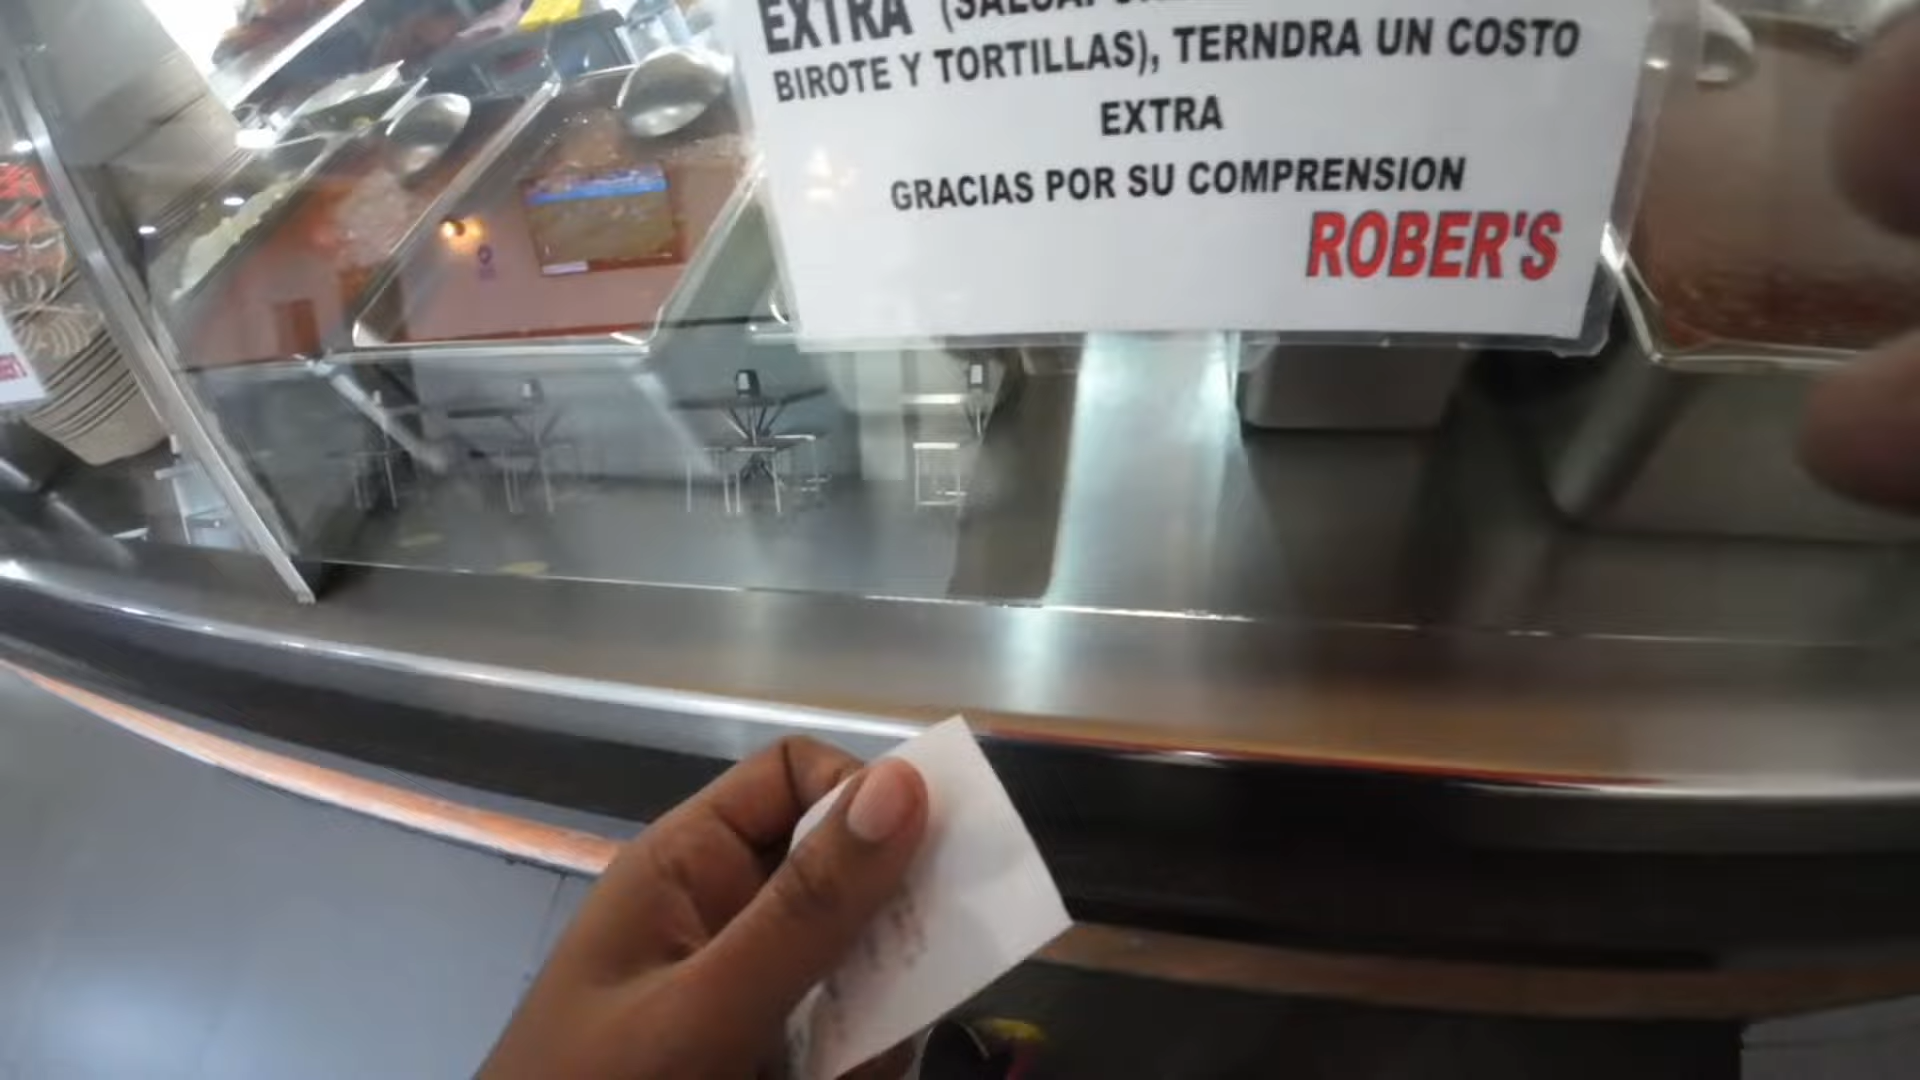 EXTRA
BIROTE Y TORTILLAS), TERNDRA UN COSTO
EXTRA
GRACIAS POR SU COMPRENSION
ROBER'S